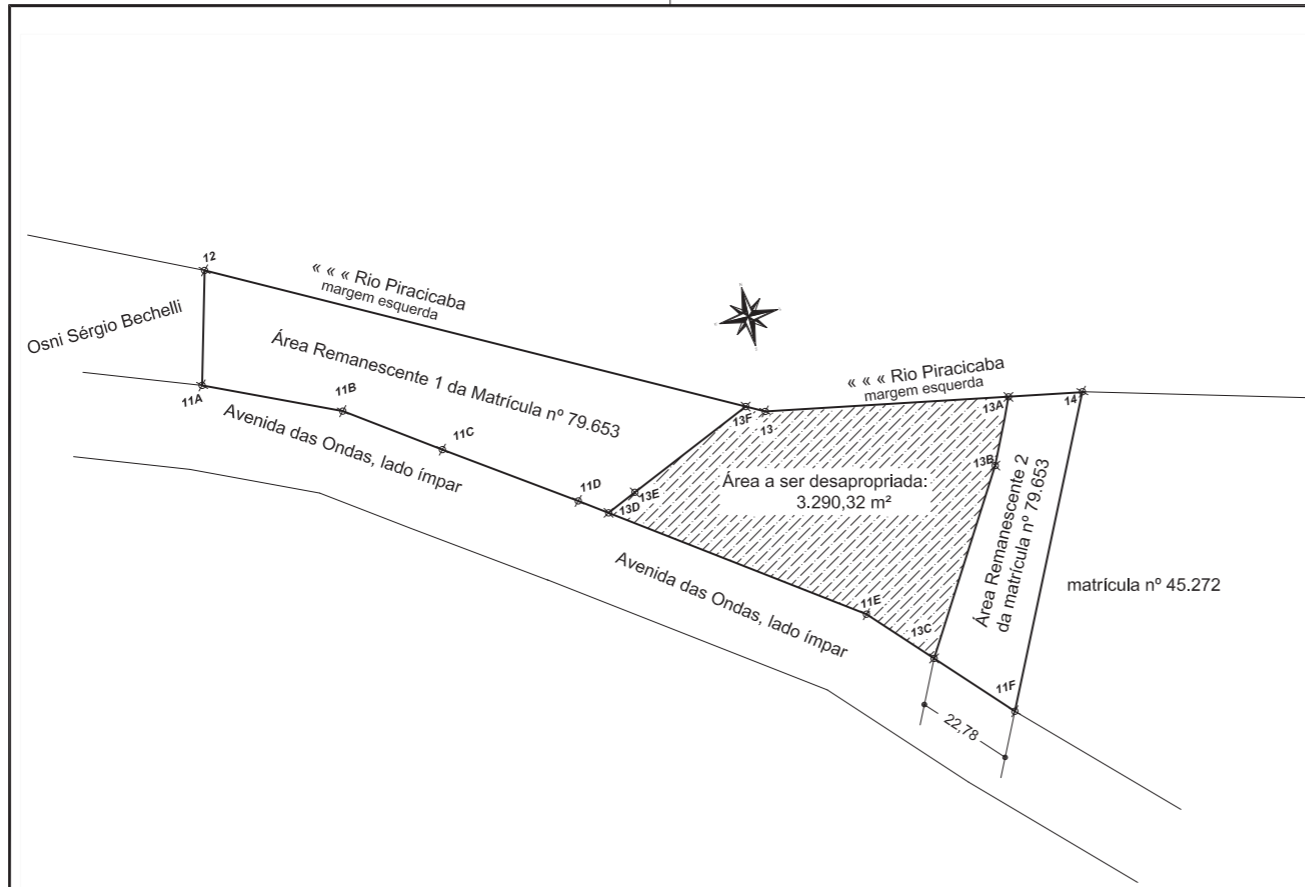 12
« « « Rio Piracicaba
margem esquerda
Osni Sérgio Bechelli
Área Remanescente 1 da Matrícula nº 79.653
11A
11B
11C
11D
Avenida das Ondas, lado ímpar
13F
13
« « « Rio Piracicaba
margem esquerda
13A
14
13B
13E
13D
Área a ser desapropriada:
3.290,32 m²
Área Remanescente 2
da matrícula nº 79.653
matrícula nº 45.272
Avenida das Ondas, lado ímpar
11E
13C
11F
22,78